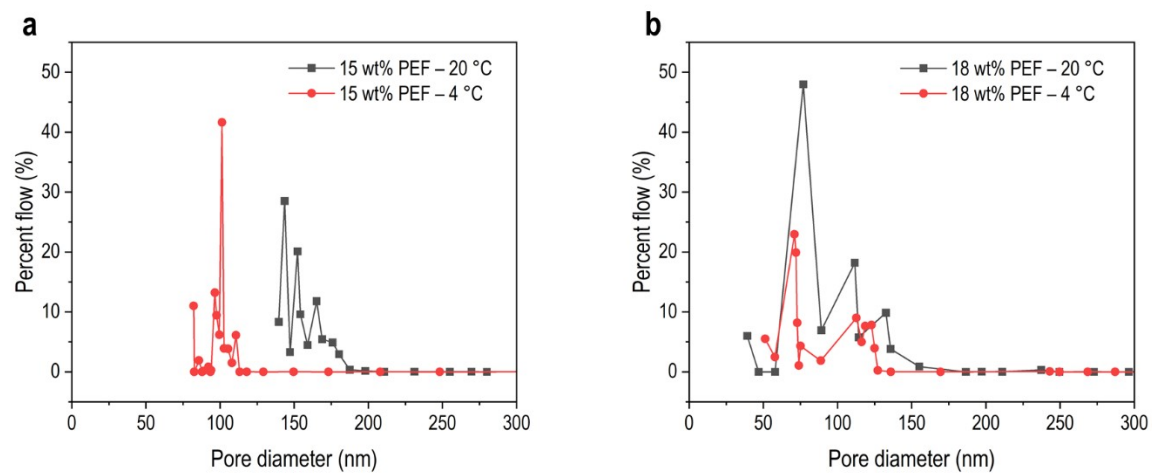 a
50
40
30
20
10
0
Percent flow (%)
0
50
100
150
200
250
300
Pore diameter (nm)
15 wt% PEF – 20 °C
15 wt% PEF – 4 °C
b
50
40
30
20
10
0
Percent flow (%)
0
50
100
150
200
250
300
Pore diameter (nm)
18 wt% PEF – 20 °C
18 wt% PEF – 4 °C